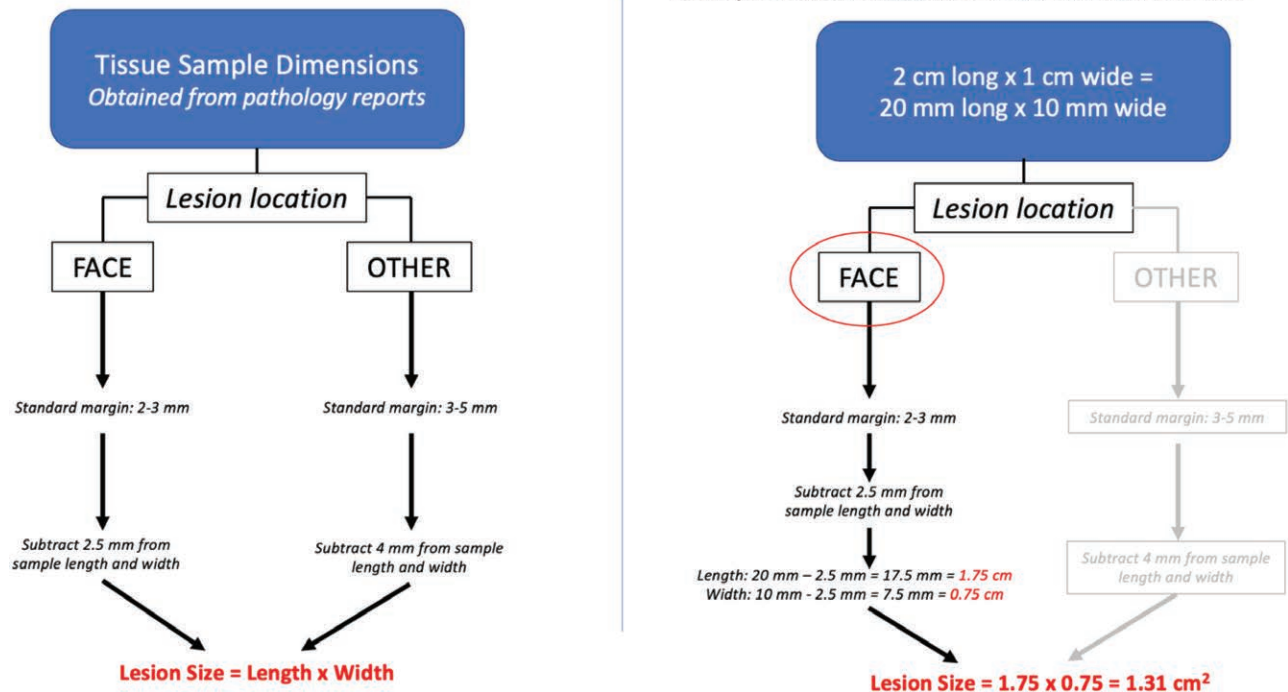 Tissue Sample Dimensions
Obtained from pathology reports
Lesion location
FACE
OTHER
Standard margin: 2-3 mm
Standard margin: 3-5 mm
Subtract 2.5 mm from
sample length and width
Subtract 4 mm from sample
length and width
Lesion Size = Length x Width
2 cm long x 1 cm wide =
20 mm long x 10 mm wide
Lesion location
FACE
OTHER
Standard margin: 2-3 mm
Standard margin: 3-5 mm
Subtract 2.5 mm from
sample length and width
Subtract 4 mm from sample
length and width
Length: 20 mm – 2.5 mm = 17.5 mm = 1.75 cm
Width: 10 mm - 2.5 mm = 7.5 mm = 0.75 cm
Lesion Size = 1.75 x 0.75 = 1.31 cm²